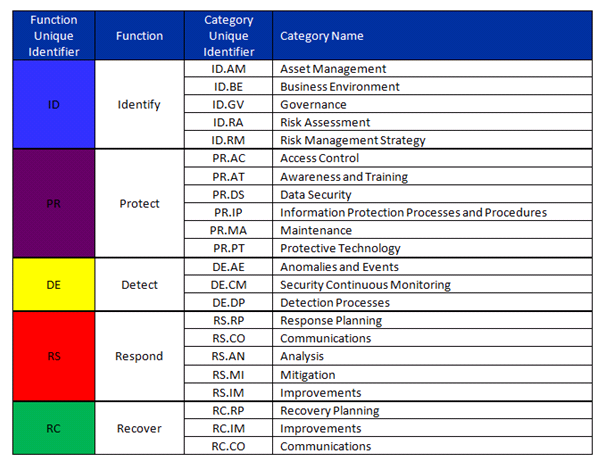 Function Unique Identifier Function Category Unique Identifier Category Name
ID Identify ID.AM Asset Management
ID.BE Business Environment
ID.GV Governance
ID.RA Risk Assessment
ID.RM Risk Management Strategy
PR Protect PR.AC Access Control
PR.AT Awareness and Training
PR.DS Data Security
PR.IP Information Protection Processes and Procedures
PR.MA Maintenance
PR.PT Protective Technology
DE Detect DE.AE Anomalies and Events
DE.CM Security Continuous Monitoring
DE.DP Detection Processes
RS Respond RS.RP Response Planning
RS.CO Communications
RS.AN Analysis
RS.MI Mitigation
RS.IM Improvements
RC Recover RC.RP Recovery Planning
RC.IM Improvements
RC.CO Communications